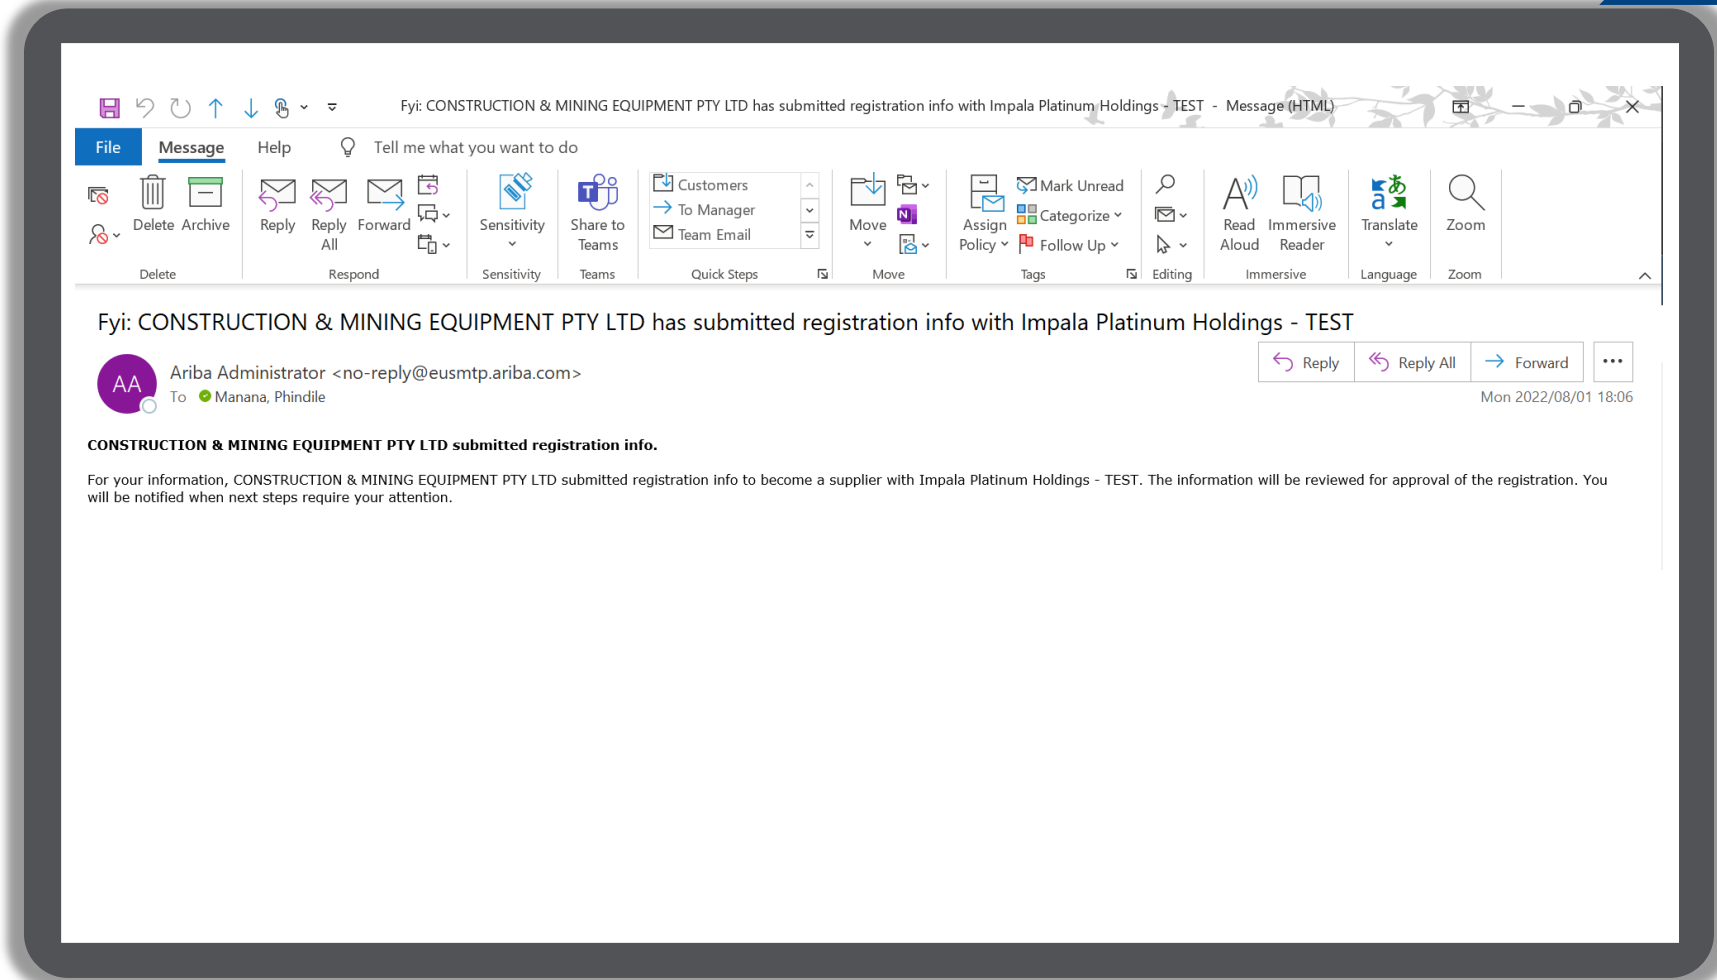 Fyi: CONSTRUCTION & MINING EQUIPMENT PTY LTD has submitted registration info with Impala Platinum Holdings - TEST - Message (HTML)
File Message Help Tell me what you want to do
Delete Archive Reply Reply All Forward Sensitivity Share to Teams Customers To Manager Team Email Move Assign Policy Mark Unread Categorize Follow Up Read Aloud Immersive Reader Translate Zoom
Delete Respond Sensitivity Teams Quick Steps Move Tags Editing Immersive Language Zoom
Fyi: CONSTRUCTION & MINING EQUIPMENT PTY LTD has submitted registration info with Impala Platinum Holdings - TEST
AA
Ariba Administrator <no-reply@eusmtp.ariba.com>
To Manana, Phindile
Reply Reply All Forward
Mon 2022/08/01 18:06
CONSTRUCTION & MINING EQUIPMENT PTY LTD submitted registration info.
For your information, CONSTRUCTION & MINING EQUIPMENT PTY LTD submitted registration info to become a supplier with Impala Platinum Holdings - TEST. The information will be reviewed for approval of the registration. You
will be notified when next steps require your attention.